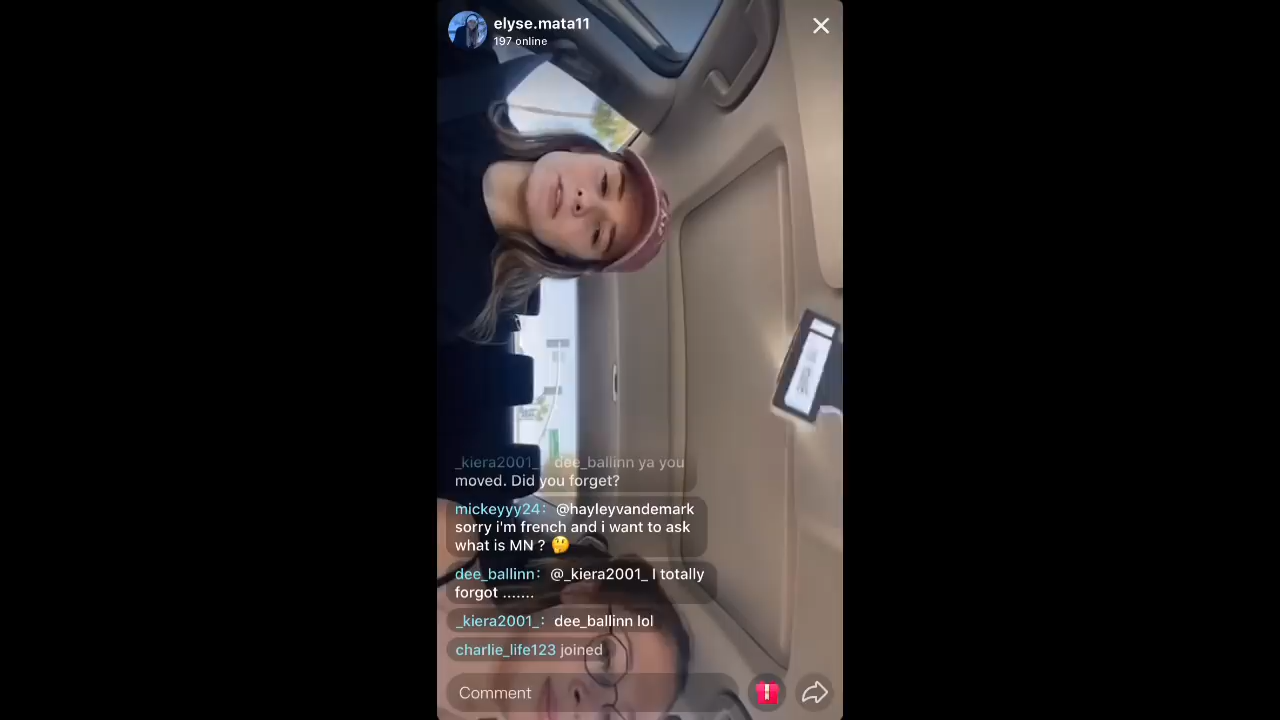 elyse.mata11
197 online
_kiera2001_: dee_ballinn ya you
moved. Did you forget?
mickeyyy24: @hayleyvandemark
sorry i'm french and i want to ask
what is MN ? 🤔
dee_ballinn: @_kiera2001_ I totally
forgot .......
_kiera2001_: dee_ballinn lol
charlie_life123 joined
Comment